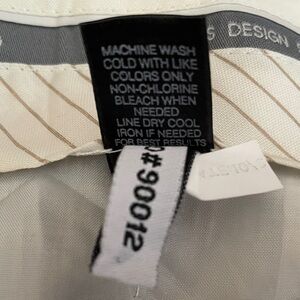 DESIGN
MACHINE WASH
COLD WITH LIKE
COLORS ONLY
NON-CHLORINE
BLEACH WHEN
NEEDED
LINE DRY COOL
IRON IF NEEDED
FOR BEST RESULTS
#90012